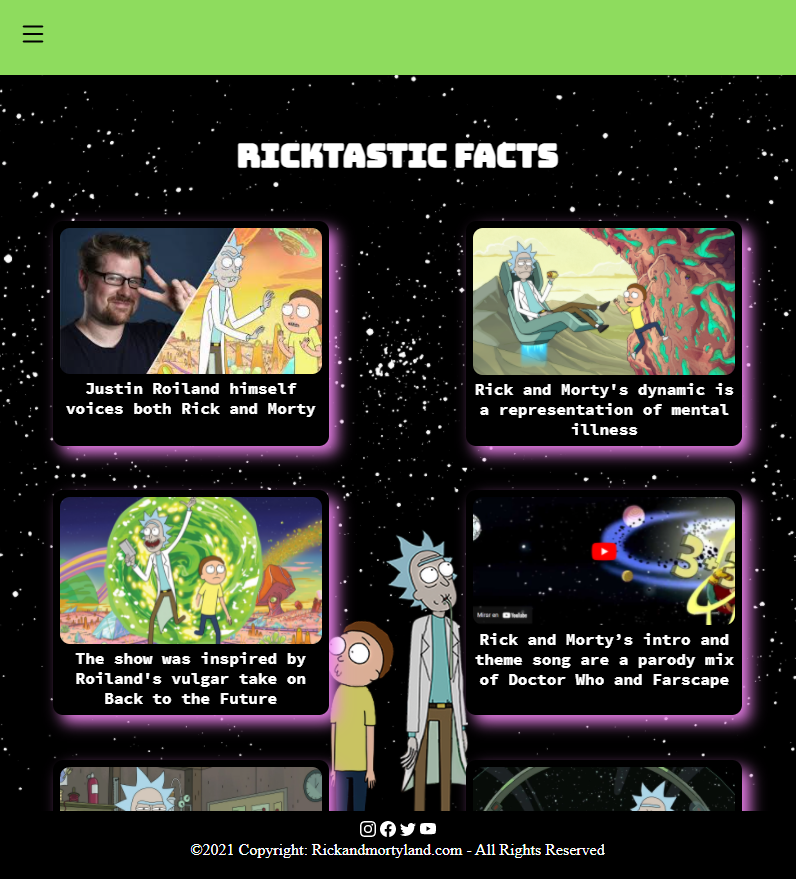 RICKTASTIC FACTS
Justin Roiland himself
voices both Rick and Morty
Rick and Morty's dynamic is
a representation of mental
illness
The show was inspired by
Roiland's vulgar take on
Back to the Future
3+5
Mirar en YouTube
Rick and Morty’s intro and
theme song are a parody mix
of Doctor Who and Farscape
©2021 Copyright: Rickandmortyland.com - All Rights Reserved